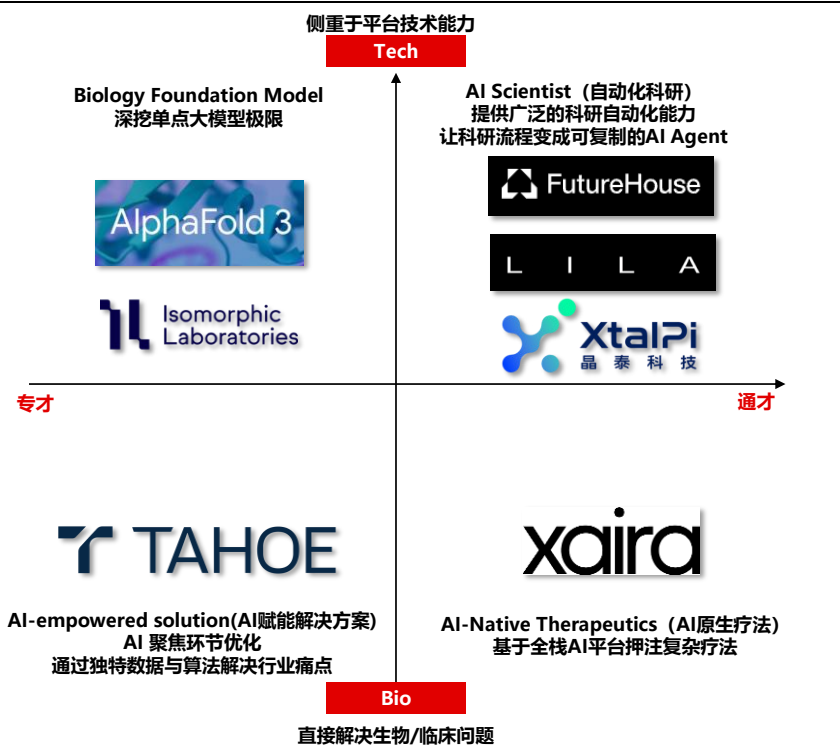 侧重于平台技术能力
Tech
Biology Foundation Model
深挖单点大模型极限
AlphaFold 3
Isomorphic
Laboratories
AI Scientist（自动化科研）
提供广泛的科研自动化能力
让科研流程变成可复制的AI Agent
FutureHouse
LILA
XtalPi
晶泰科技
专才
通才
TAHOE
AI-empowered solution(AI赋能解决方案)
AI 聚焦环节优化
通过独特数据与算法解决行业痛点
xaira
AI-Native Therapeutics（AI原生疗法）
基于全栈AI平台押注复杂疗法
Bio
直接解决生物/临床问题